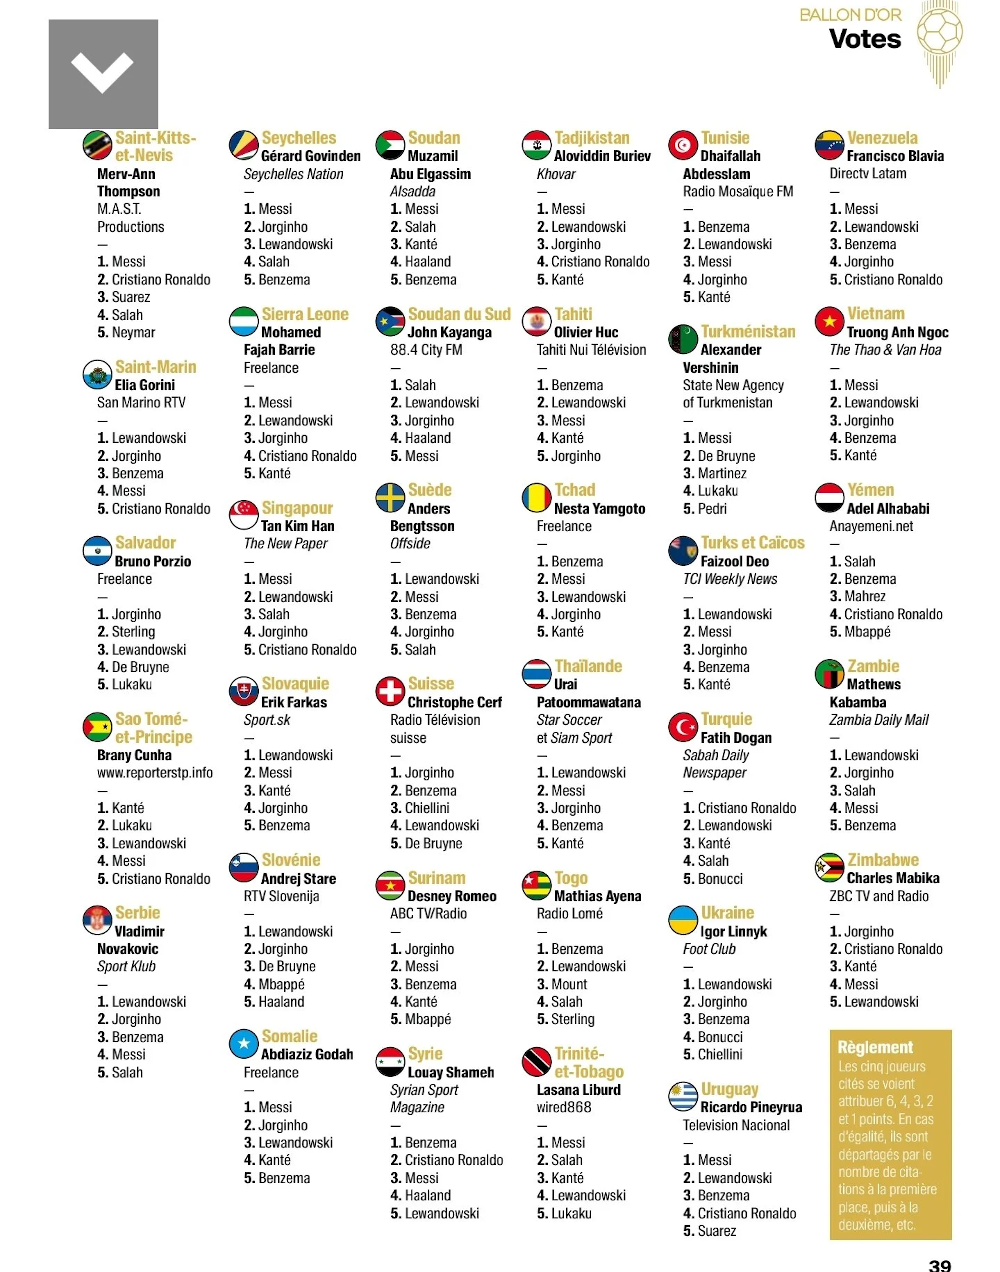 BALLON D'OR
Votes
Saint-Kitts-
et-Nevis
Merv-Ann
Thompson
M.A.S.T.
Productions
—
1. Messi
2. Cristiano Ronaldo
3. Suarez
4. Salah
5. Neymar
Saint-Marin
Elia Gorini
San Marino RTV
—
1. Lewandowski
2. Jorginho
3. Benzema
4. Messi
5. Cristiano Ronaldo
Salvador
Bruno Porzio
Freelance
—
1. Jorginho
2. Sterling
3. Lewandowski
4. De Bruyne
5. Lukaku
Sao Tomé-
et-Principe
Brany Cunha
www.reporterstp.info
—
1. Kanté
2. Lukaku
3. Lewandowski
4. Messi
5. Cristiano Ronaldo
Serbie
Vladimir
Novakovic
Sport Klub
—
1. Lewandowski
2. Jorginho
3. Benzema
4. Messi
5. Salah
Seychelles
Gérard Govinden
Seychelles Nation
—
1. Messi
2. Jorginho
3. Lewandowski
4. Salah
5. Benzema
Sierra Leone
Mohamed
Fajah Barrie
Freelance
—
1. Messi
2. Lewandowski
3. Jorginho
4. Cristiano Ronaldo
5. Kanté
Singapour
Tan Kim Han
The New Paper
—
1. Messi
2. Lewandowski
3. Salah
4. Jorginho
5. Cristiano Ronaldo
Slovaquie
Erik Farkas
Sport.sk
—
1. Lewandowski
2. Messi
3. Kanté
4. Jorginho
5. Benzema
Slovénie
Andrej Stare
RTV Slovenija
—
1. Lewandowski
2. Jorginho
3. De Bruyne
4. Mbappé
5. Haaland
Somalie
Abdiaziz Godah
Freelance
—
1. Messi
2. Jorginho
3. Lewandowski
4. Kanté
5. Benzema
Soudan
Muzamil
Abu Elgassim
Alsadda
—
1. Messi
2. Salah
3. Kanté
4. Haaland
5. Benzema
Soudan du Sud
John Kayanga
88.4 City FM
—
1. Salah
2. Lewandowski
3. Jorginho
4. Haaland
5. Messi
Suède
Anders
Bengtsson
Offside
—
1. Lewandowski
2. Messi
3. Benzema
4. Jorginho
5. Salah
Suisse
Christophe Cerf
Radio Télévision
suisse
—
1. Jorginho
2. Benzema
3. Chiellini
4. Lewandowski
5. De Bruyne
Surinam
Desney Romeo
ABC TV/Radio
—
1. Jorginho
2. Messi
3. Benzema
4. Kanté
5. Mbappé
Syrie
Louay Shameh
Syrian Sport
Magazine
—
1. Benzema
2. Cristiano Ronaldo
3. Messi
4. Haaland
5. Lewandowski
Tadjikistan
Aloviddin Buriev
Khovar
—
1. Messi
2. Lewandowski
3. Jorginho
4. Cristiano Ronaldo
5. Kanté
Tahiti
Olivier Huc
Tahiti Nui Télévision
—
1. Benzema
2. Lewandowski
3. Messi
4. Kanté
5. Jorginho
Tchad
Nesta Yamgoto
Freelance
—
1. Benzema
2. Messi
3. Lewandowski
4. Jorginho
5. Kanté
Thaïlande
Urai
Patoommawatana
Star Soccer
et Siam Sport
—
1. Lewandowski
2. Messi
3. Jorginho
4. Benzema
5. Kanté
Togo
Mathias Ayena
Radio Lomé
—
1. Benzema
2. Lewandowski
3. Mount
4. Salah
5. Sterling
Trinité-
et-Tobago
Lasana Liburd
wired868
—
1. Messi
2. Salah
3. Kanté
4. Lewandowski
5. Lukaku
Tunisie
Dhaifallah
Abdesslam
Radio Mosaïque FM
—
1. Benzema
2. Lewandowski
3. Messi
4. Jorginho
5. Kanté
Turkménistan
Alexander
Vershinin
State New Agency
of Turkmenistan
—
1. Messi
2. De Bruyne
3. Martinez
4. Lukaku
5. Pedri
Turks et Caïcos
Faizool Deo
TCI Weekly News
—
1. Lewandowski
2. Messi
3. Jorginho
4. Benzema
5. Kanté
Turquie
Fatih Dogan
Sabah Daily
Newspaper
—
1. Cristiano Ronaldo
2. Lewandowski
3. Kanté
4. Salah
5. Bonucci
Ukraine
Igor Linnyk
Foot Club
—
1. Lewandowski
2. Jorginho
3. Benzema
4. Bonucci
5. Chiellini
Uruguay
Ricardo Pineyrua
Television Nacional
—
1. Messi
2. Lewandowski
3. Benzema
4. Cristiano Ronaldo
5. Suarez
Venezuela
Francisco Blavia
Directv Latam
—
1. Messi
2. Lewandowski
3. Benzema
4. Jorginho
5. Cristiano Ronaldo
Vietnam
Truong Anh Ngoc
The Thao & Van Hoa
—
1. Messi
2. Lewandowski
3. Jorginho
4. Benzema
5. Kanté
Yémen
Adel Alhababi
Anayemeni.net
—
1. Salah
2. Benzema
3. Mahrez
4. Cristiano Ronaldo
5. Mbappé
Zambie
Mathews
Kabamba
Zambia Daily Mail
—
1. Lewandowski
2. Jorginho
3. Salah
4. Messi
5. Benzema
Zimbabwe
Charles Mabika
ZBC TV and Radio
—
1. Jorginho
2. Cristiano Ronaldo
3. Kanté
4. Messi
5. Lewandowski
Règlement
Les cinq joueurs
cités se voient
attribuer 6, 4, 3, 2
et 1 points. En cas
d'égalité, ils sont
départagés par le
nombre de cita-
tions à la première
place, puis à la
deuxième, etc.
39